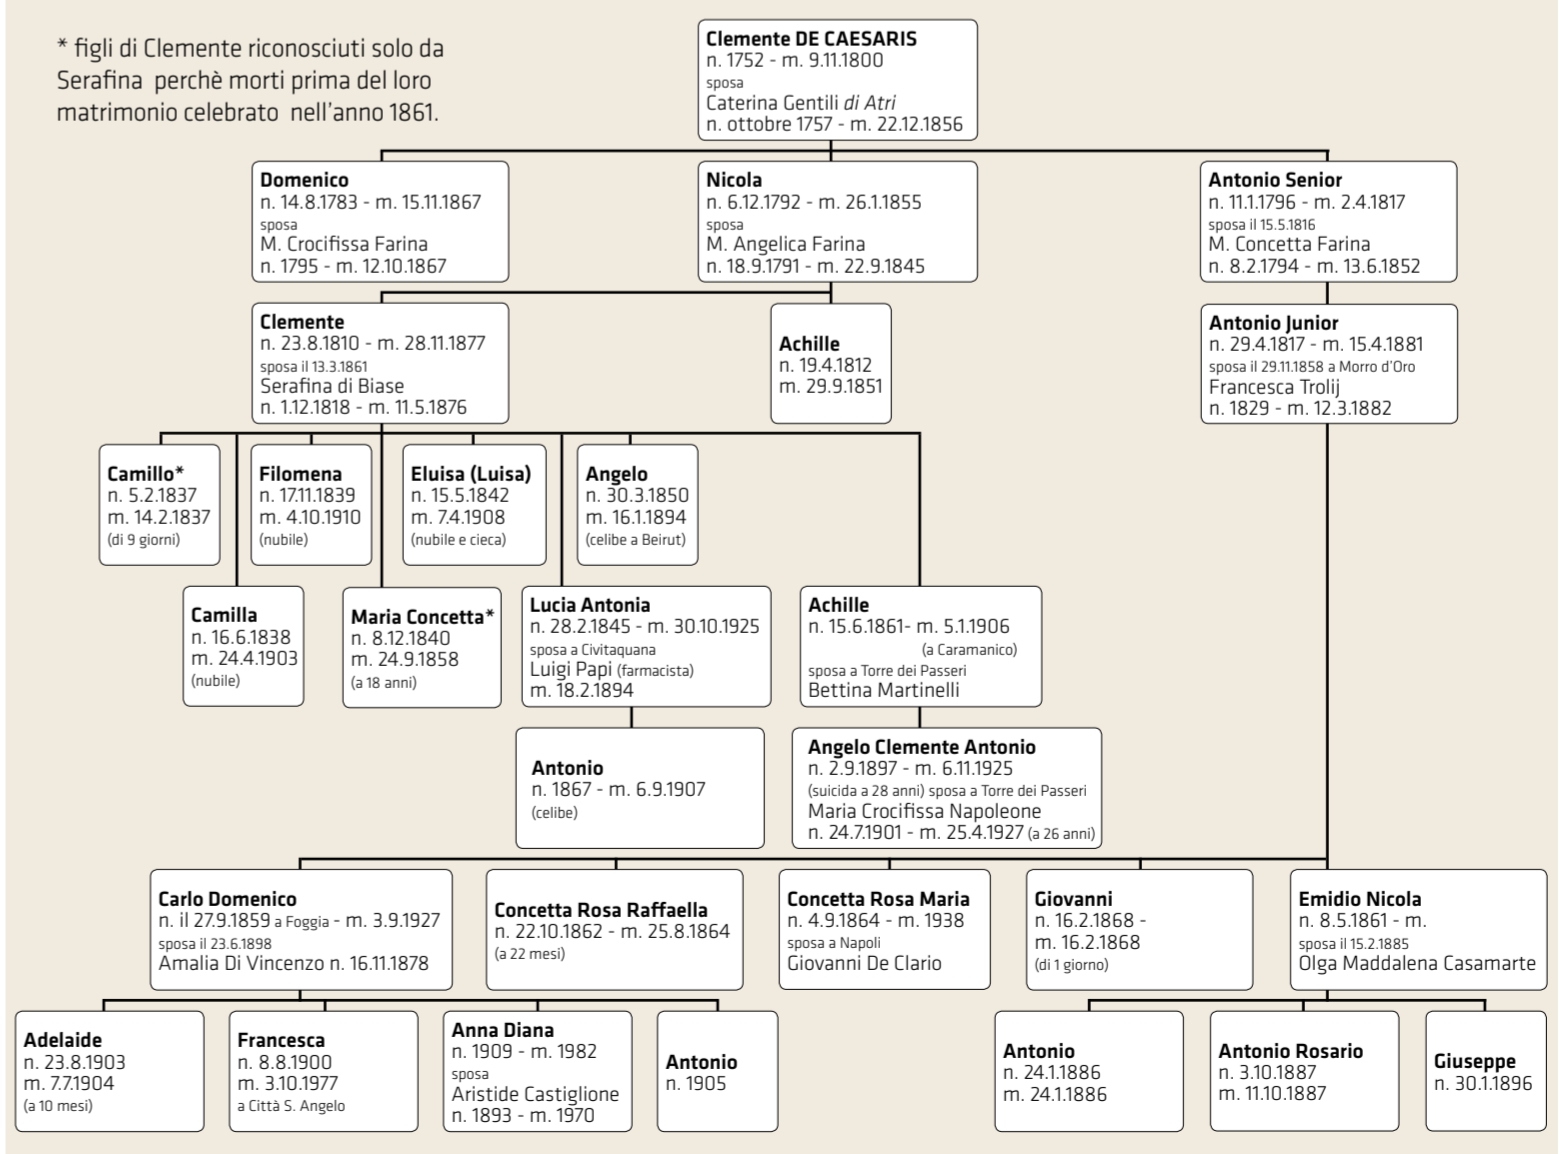 * figli di Clemente riconosciuti solo da
Serafina perchè morti prima del loro
matrimonio celebrato nell'anno 1861.
Clemente DE CAESARIS
n. 1752 - m. 9.11.1800
sposa
Caterina Gentili di Atri
n. ottobre 1757 - m. 22.12.1856
Domenico
n. 14.8.1783 - m. 15.11.1867
sposa
M. Crocifissa Farina
n. 1795 - m. 12.10.1867
Nicola
n. 6.12.1792 - m. 26.1.1855
sposa
M. Angelica Farina
n. 18.9.1791 - m. 22.9.1845
Antonio Senior
n. 11.1.1796 - m. 2.4.1817
sposa il 15.5.1816
M. Concetta Farina
n. 8.2.1794 - m. 13.6.1852
Clemente
n. 23.8.1810 - m. 28.11.1877
sposa il 13.3.1861
Serafina di Biase
n. 1.12.1818 - m. 11.5.1876
Achille
n. 19.4.1812
m. 29.9.1851
Antonio Junior
n. 29.4.1817 - m. 15.4.1881
sposa il 29.11.1858 a Morro d'Oro
Francesca Trolij
n. 1829 - m. 12.3.1882
Camillo*
n. 5.2.1837
m. 14.2.1837
(di 9 giorni)
Filomena
n. 17.11.1839
m. 4.10.1910
(nubile)
Eluisa (Luisa)
n. 15.5.1842
m. 7.4.1908
(nubile e cieca)
Angelo
n. 30.3.1850
m. 16.1.1894
(celibe a Beirut)
Camilla
n. 16.6.1838
m. 24.4.1903
(nubile)
Maria Concetta*
n. 8.12.1840
m. 24.9.1858
(a 18 anni)
Lucia Antonia
n. 28.2.1845 - m. 30.10.1925
sposa a Civitaquana
Luigi Papi (farmacista)
m. 18.2.1894
Achille
n. 15.6.1861- m. 5.1.1906
(a Caramanico)
sposa a Torre dei Passeri
Bettina Martinelli
Antonio
n. 1867 - m. 6.9.1907
(celibe)
Angelo Clemente Antonio
n. 2.9.1897 - m. 6.11.1925
(suicida a 28 anni) sposa a Torre dei Passeri
Maria Crocifissa Napoleone
n. 24.7.1901 - m. 25.4.1927 (a 26 anni)
Carlo Domenico
n. il 27.9.1859 a Foggia - m. 3.9.1927
sposa il 23.6.1898
Amalia Di Vincenzo n. 16.11.1878
Concetta Rosa Raffaella
n. 22.10.1862 - m. 25.8.1864
(a 22 mesi)
Concetta Rosa Maria
n. 4.9.1864 - m. 1938
sposa a Napoli
Giovanni De Clario
Giovanni
n. 16.2.1868 -
m. 16.2.1868
(di 1 giorno)
Emidio Nicola
n. 8.5.1861 - m.
sposa il 15.2.1885
Olga Maddalena Casamarte
Adelaide
n. 23.8.1903
m. 7.7.1904
(a 10 mesi)
Francesca
n. 8.8.1900
m. 3.10.1977
a Città S. Angelo
Anna Diana
n. 1909 - m. 1982
sposa
Aristide Castiglione
n. 1893 - m. 1970
Antonio
n. 1905
Antonio
n. 24.1.1886
m. 24.1.1886
Antonio Rosario
n. 3.10.1887
m. 11.10.1887
Giuseppe
n. 30.1.1896